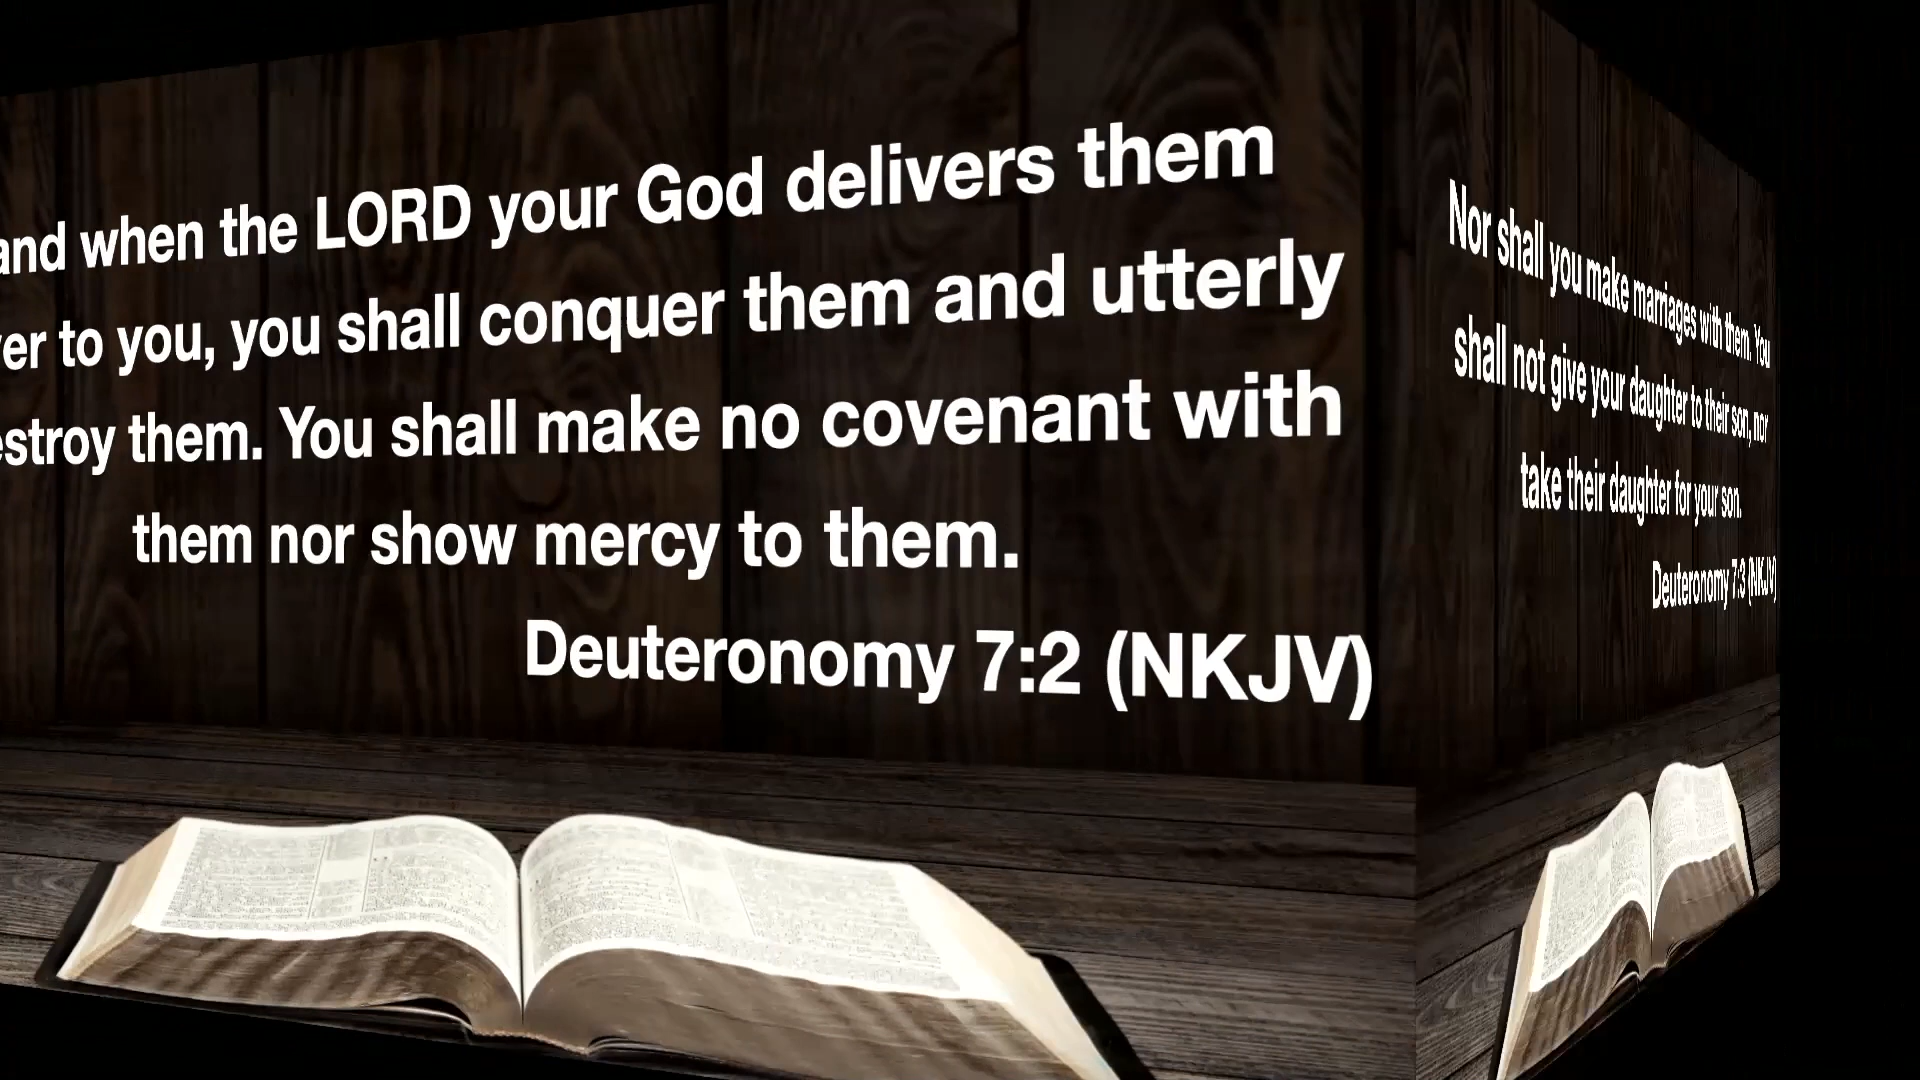 and when the LORD your God delivers them
to you, you shall conquer them and utterly
them. You shall make no covenant with
them nor show mercy to them.
Deuteronomy 7:2 (NKJV)
Nor shall you make marriages with them. You
shall not give your daughter to their son, nor
take their daughter for your son.
Deuteronomy 7:3 (NKJV)